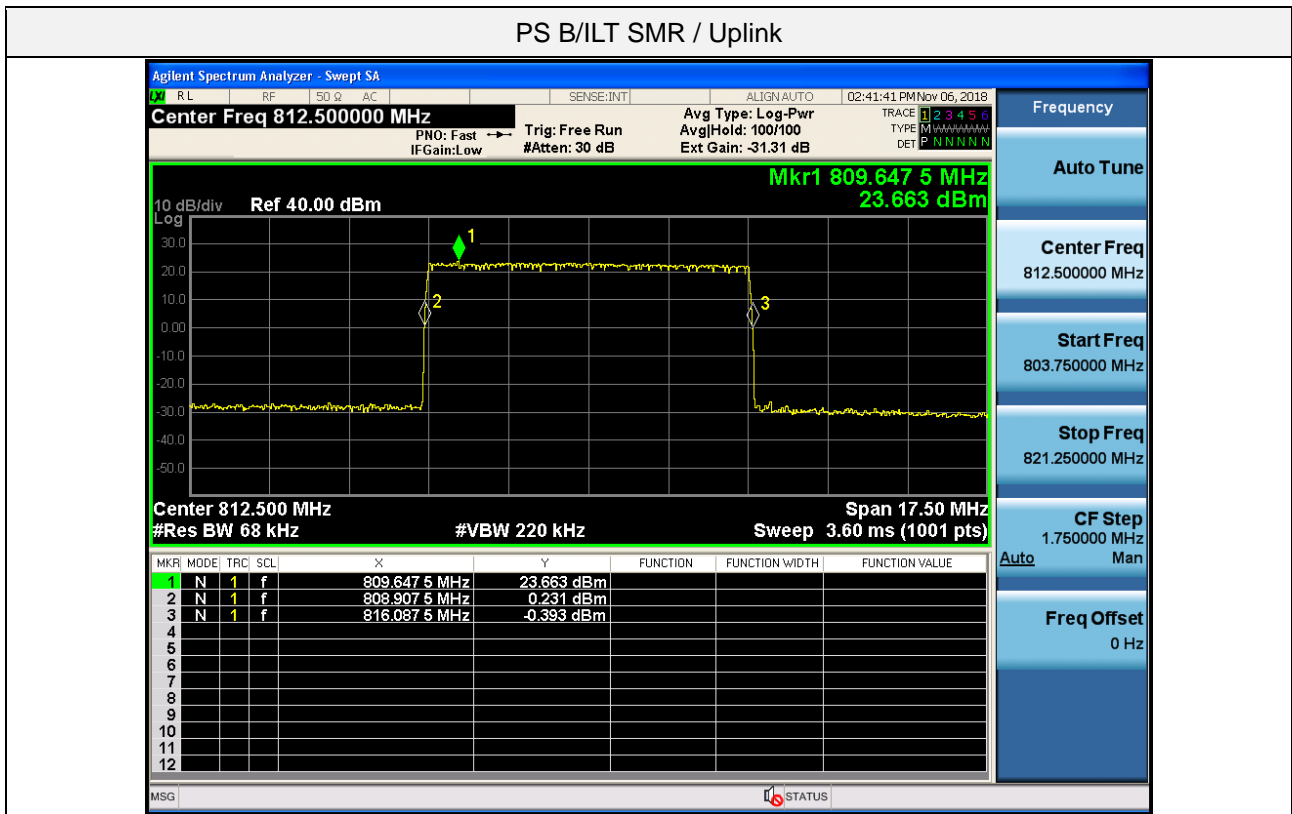 PS B/ILT SMR / Uplink
Agilent Spectrum Analyzer - Swept SA
LXI RL RF 50 Ω AC SENSE:INT ALIGN AUTO 02:41:41 PM Nov 06, 2018
Center Freq 812.500000 MHz
PNO: Fast
IFGain:Low
Trig: Free Run
#Atten: 30 dB
Avg Type: Log-Pwr
Avg|Hold: 100/100
Ext Gain: -31.31 dB
TRACE 1 2 3 4 5 6
TYPE M WWWWW
DET P N N N N N
Mkr1 809.647 5 MHz
23.663 dBm
10 dB/div Ref 40.00 dBm
Log
30.0
20.0
10.0
0.00
-10.0
-20.0
-30.0
-40.0
-50.0
1
2
3
Center 812.500 MHz Span 17.50 MHz
#Res BW 68 kHz #VBW 220 kHz Sweep 3.60 ms (1001 pts)
MKR MODE TRC SCL X Y FUNCTION FUNCTION WIDTH FUNCTION VALUE
1 N 1 f 809.647 5 MHz 23.663 dBm
2 N 1 f 808.907 5 MHz 0.231 dBm
3 N 1 f 816.087 5 MHz -0.393 dBm
4
5
6
7
8
9
10
11
12
MSG STATUS
Frequency
Auto Tune
Center Freq
812.500000 MHz
Start Freq
803.750000 MHz
Stop Freq
821.250000 MHz
CF Step
1.750000 MHz
Auto Man
Freq Offset
0 Hz